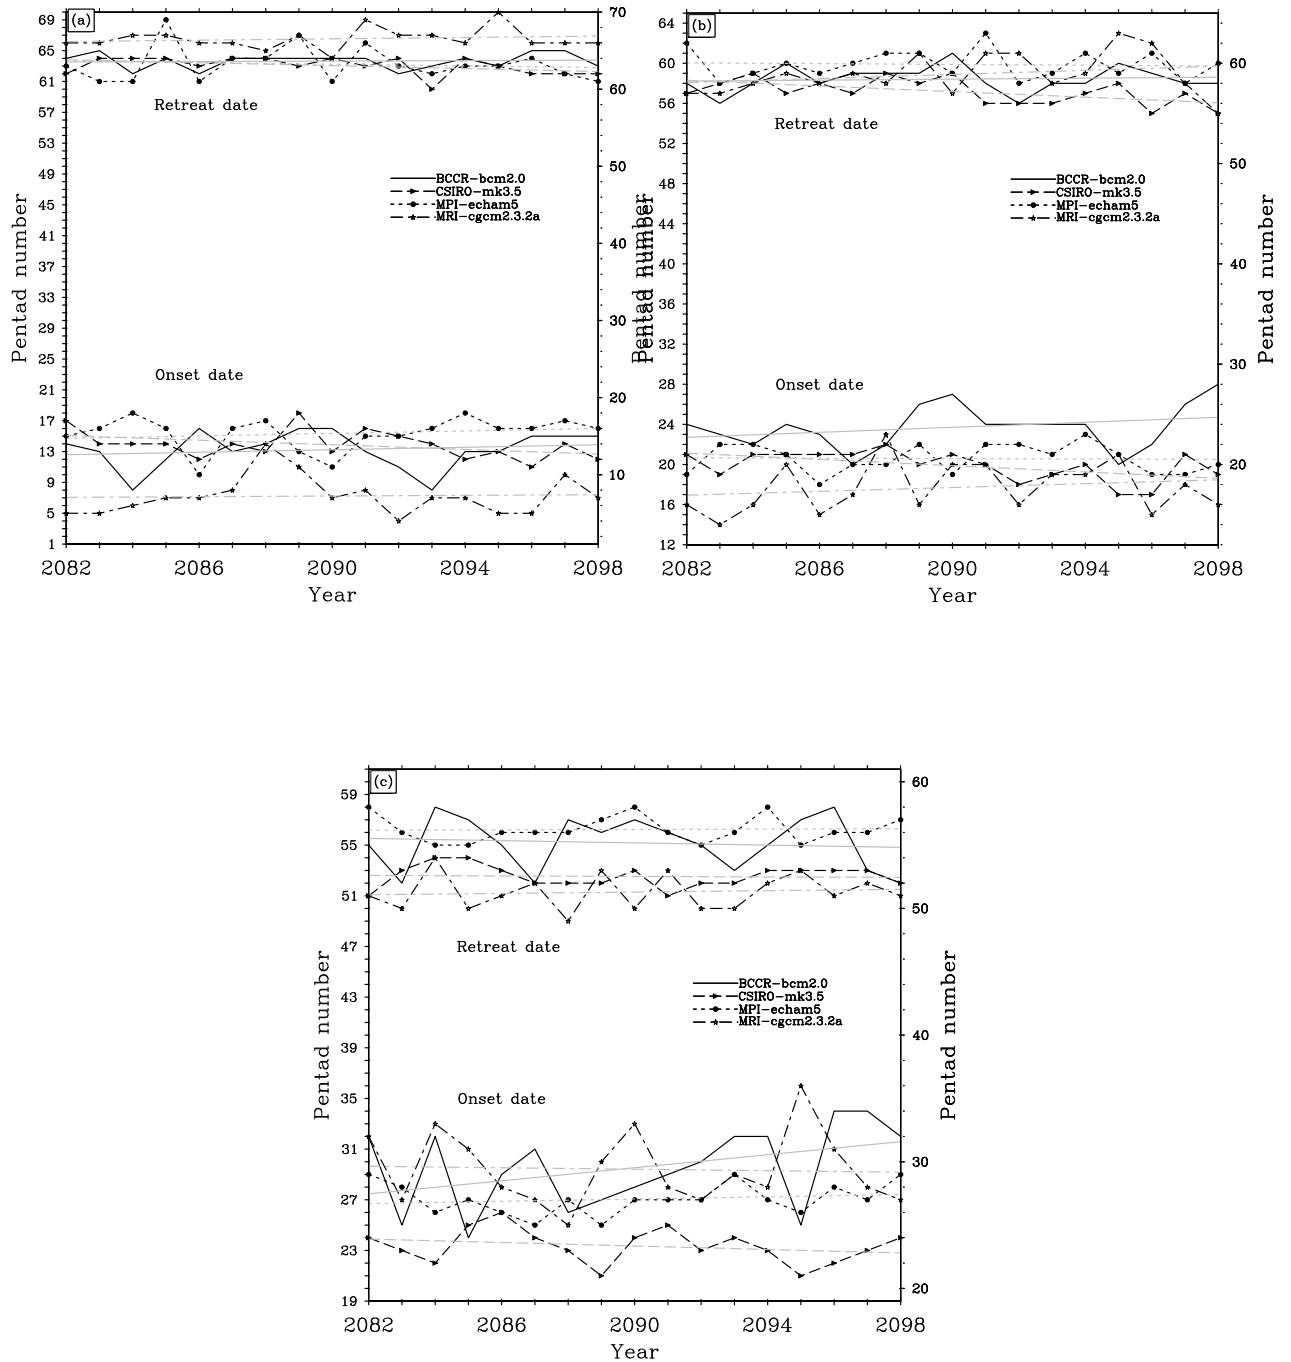 (a)
69
65
61
57
53
49
45
41
37
33
29
25
21
17
13
9
5
1
Pentad number
70
60
50
40
30
20
10
Pentad number
Retreat date
BCCR-bcm2.0
CSIRO-mk3.5
MPI-echam5
MRI-cgcm2.3.2a
Onset date
2082 2086 2090 2094 2098
Year
(b)
64
60
56
52
48
44
40
36
32
28
24
20
16
12
Pentad number
60
50
40
30
20
Pentad number
Retreat date
BCCR-bcm2.0
CSIRO-mk3.5
MPI-echam5
MRI-cgcm2.3.2a
Onset date
2082 2086 2090 2094 2098
Year
(c)
59
55
51
47
43
39
35
31
27
23
19
Pentad number
60
50
40
30
20
Pentad number
Retreat date
BCCR-bcm2.0
CSIRO-mk3.5
MPI-echam5
MRI-cgcm2.3.2a
Onset date
2082 2086 2090 2094 2098
Year